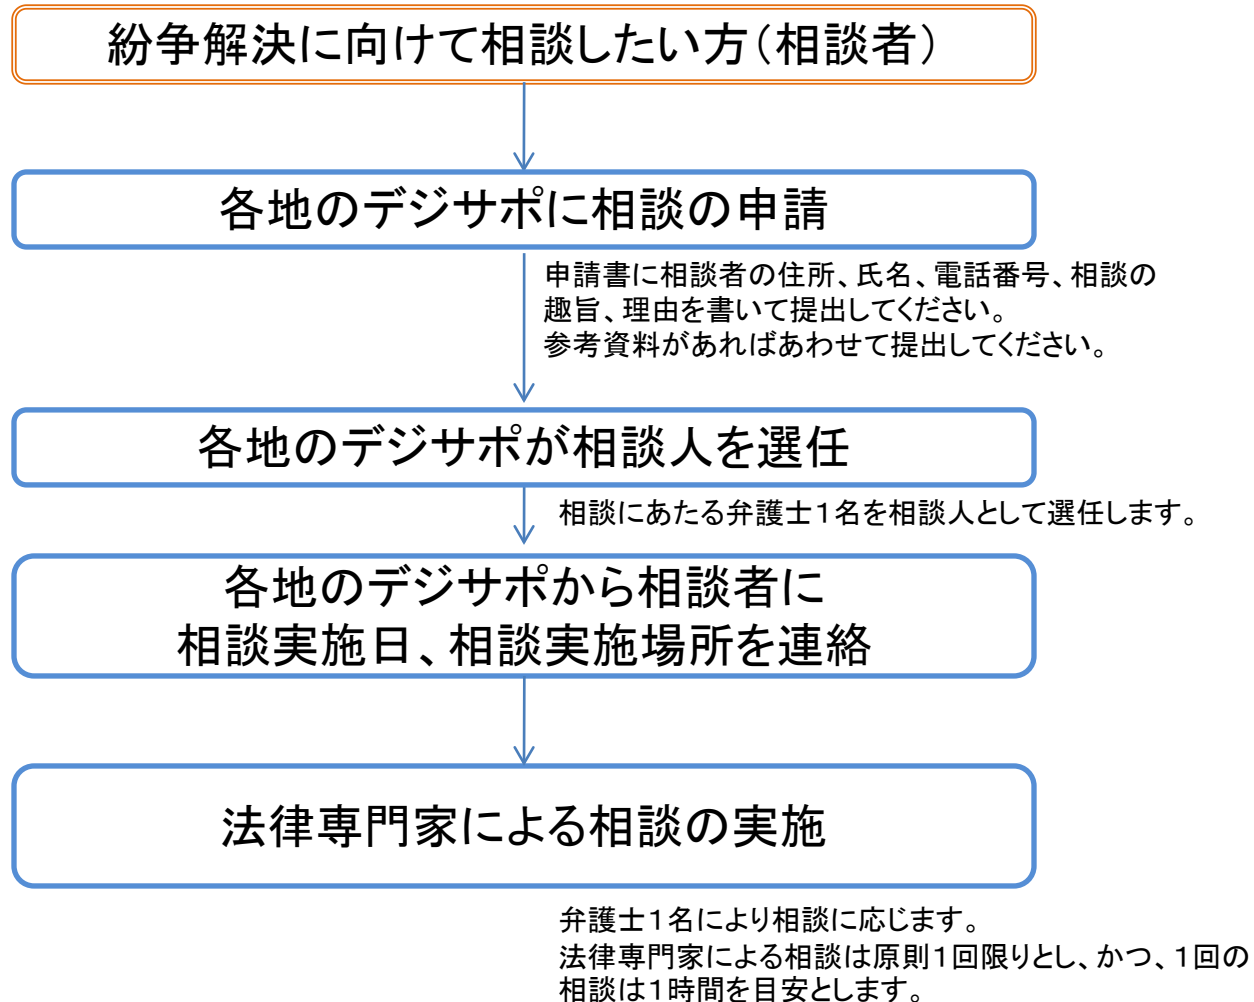 紛争解決に向けて相談したい方（相談者）
各地のデジサポに相談の申請
申請書に相談者の住所、氏名、電話番号、相談の
趣旨、理由を書いて提出してください。
参考資料があればあわせて提出してください。
各地のデジサポが相談人を選任
相談にあたる弁護士１名を相談人として選任します。
各地のデジサポから相談者に
相談実施日、相談実施場所を連絡
法律専門家による相談の実施
弁護士１名により相談に応じます。
法律専門家による相談は原則１回限りとし、かつ、１回の
相談は１時間を目安とします。